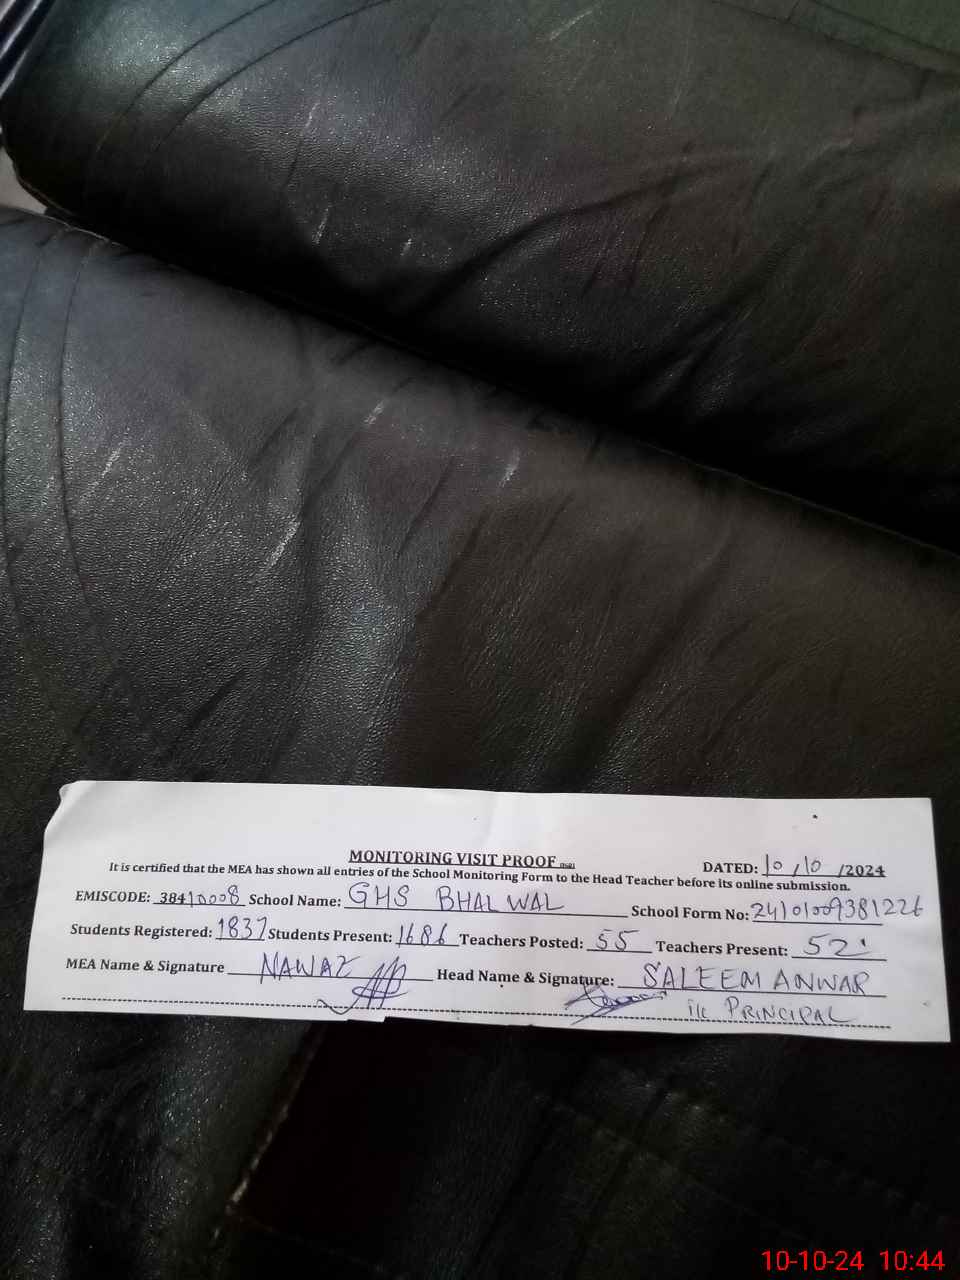 MONITORING VISIT PROOF
DATED: 10/10/2024
It is certified that the MEA has shown all entries of the School Monitoring Form to the Head Teacher before its online submission.
EMISCODE: 38410008 School Name: GHS BHALWAL School Form No: 24101009381226
Students Registered: 1837 Students Present: 1686 Teachers Posted: 55 Teachers Present: 52
MEA Name & Signature NAWAZ Head Name & Signature: SALEEM ANWAR
i/c PRINCIPAL
10-10-24 10:44